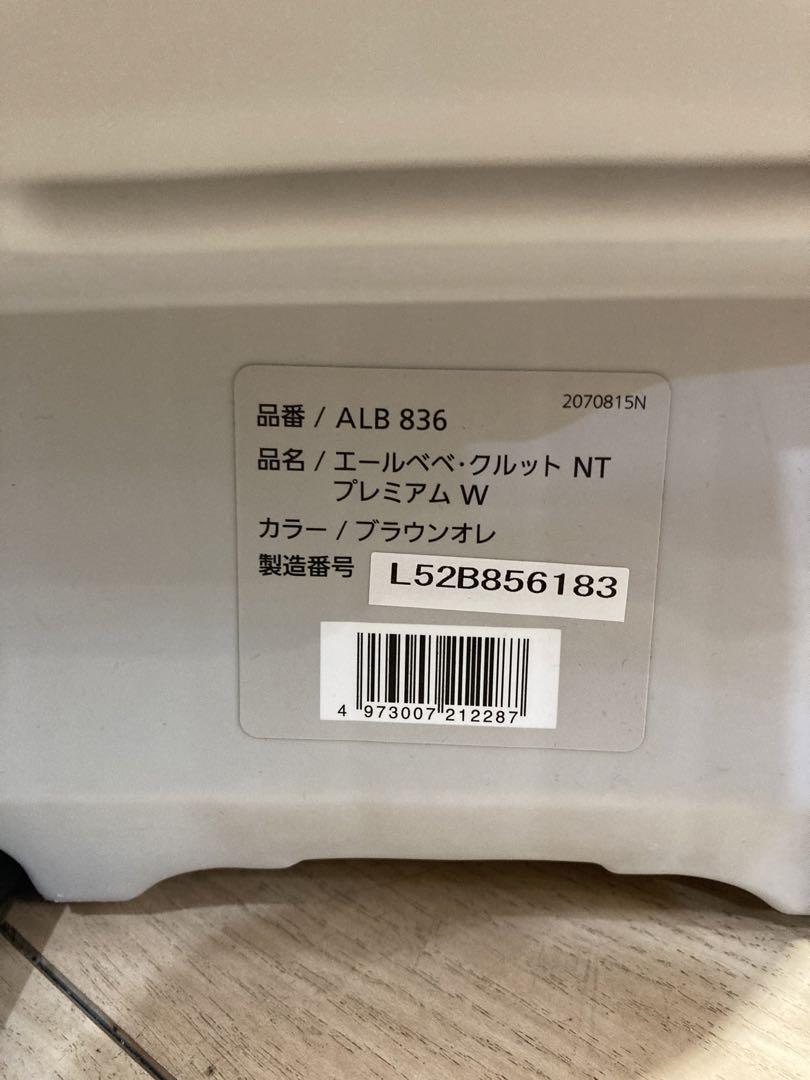 2070815N
品番 / ALB 836
品名 / エールベベ・クルット NT
プレミアム W
カラー / ブラウンオレ
製造番号 L52B856183
4 973007 212287